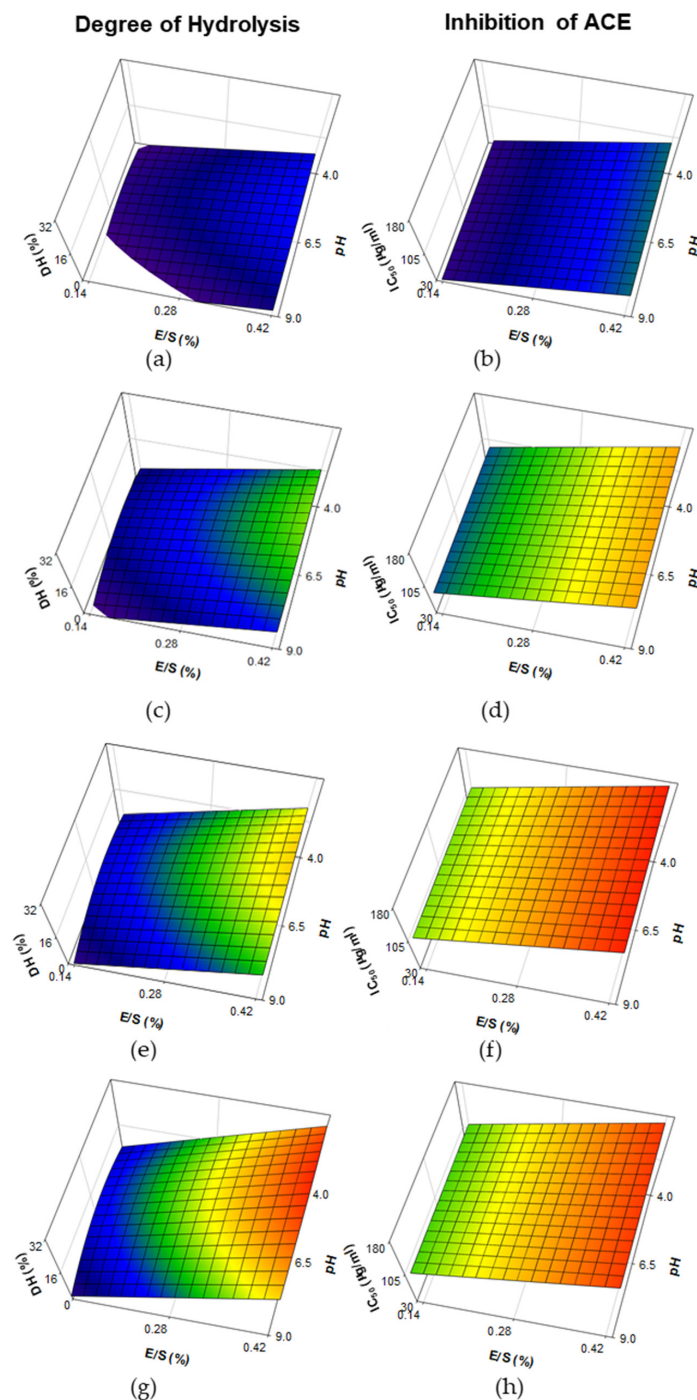 Degree of Hydrolysis
Inhibition of ACE
DH (%)
32
16
0
0.14
0.28
0.42
E/S (%)
4.0
6.5
9.0
pH
(a)
IC₅₀ (μg/ml)
180
105
30
0.14
0.28
0.42
E/S (%)
4.0
6.5
9.0
pH
(b)
DH (%)
32
16
0
0.14
0.28
0.42
E/S (%)
4.0
6.5
9.0
pH
(c)
IC₅₀ (μg/ml)
180
105
30
0.14
0.28
0.42
E/S (%)
4.0
6.5
9.0
pH
(d)
DH (%)
32
16
0
0.14
0.28
0.42
E/S (%)
4.0
6.5
9.0
pH
(e)
IC₅₀ (μg/ml)
180
105
30
0.14
0.28
0.42
E/S (%)
4.0
6.5
9.0
pH
(f)
DH (%)
32
16
0
0.28
0.42
E/S (%)
4.0
6.5
9.0
pH
(g)
IC₅₀ (μg/ml)
180
105
30
0.14
0.28
0.42
E/S (%)
4.0
6.5
9.0
pH
(h)